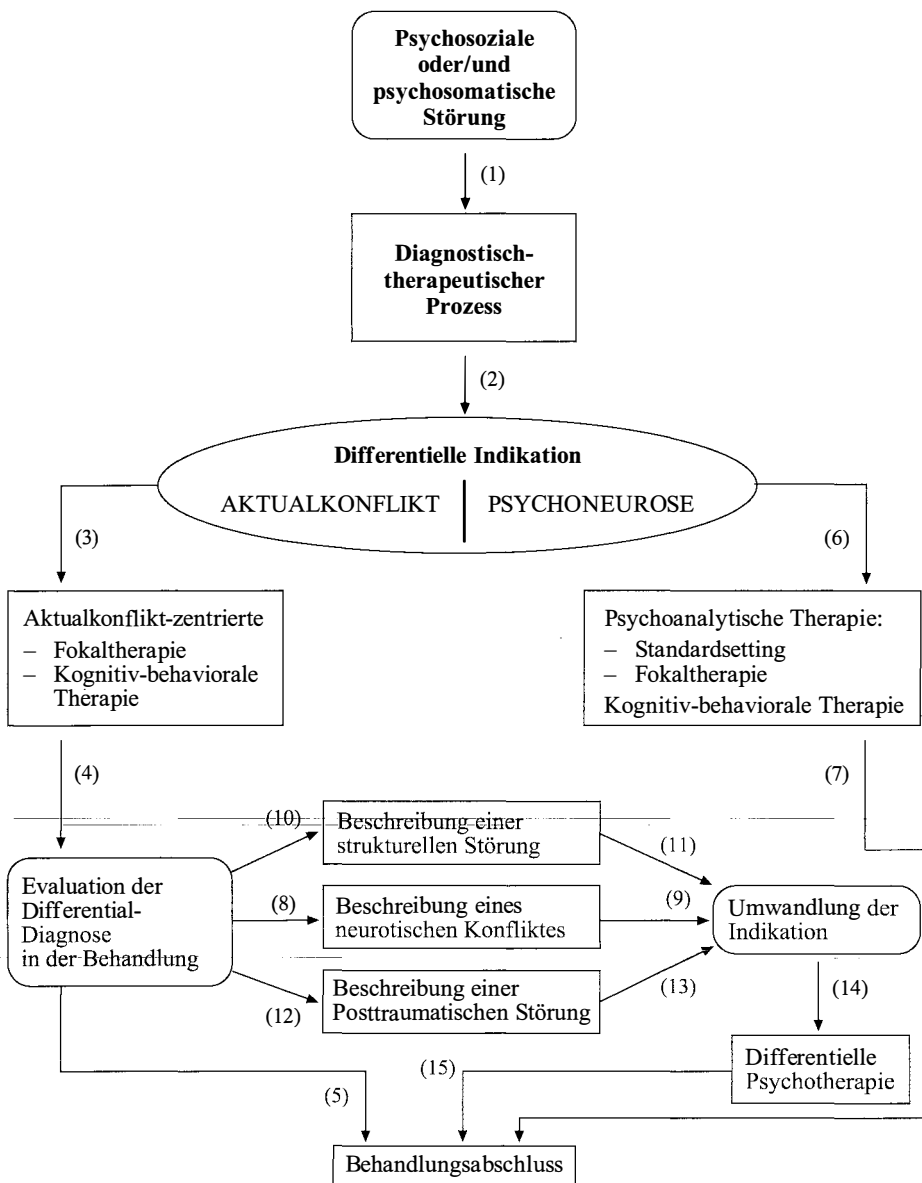 Psychosoziale
oder/und
psychosomatische
Störung
(1)
Diagnostisch-
therapeutischer
Prozess
(2)
Differentielle Indikation
AKTUALKONFLIKT | PSYCHONEUROSE
(3)
(6)
Aktualkonflikt-zentrierte
– Fokaltherapie
– Kognitiv-behaviorale
Therapie
Psychoanalytische Therapie:
– Standardsetting
– Fokaltherapie
Kognitiv-behaviorale Therapie
(4)
(7)
(10)
Beschreibung einer
strukturellen Störung
(11)
Evaluation der
Differential-
Diagnose
in der Behandlung
(8)
Beschreibung eines
neurotischen Konfliktes
(9)
Umwandlung der
Indikation
(12)
Beschreibung einer
Posttraumatischen Störung
(13)
(14)
Differentielle
Psychotherapie
(15)
(5)
Behandlungsabschluss